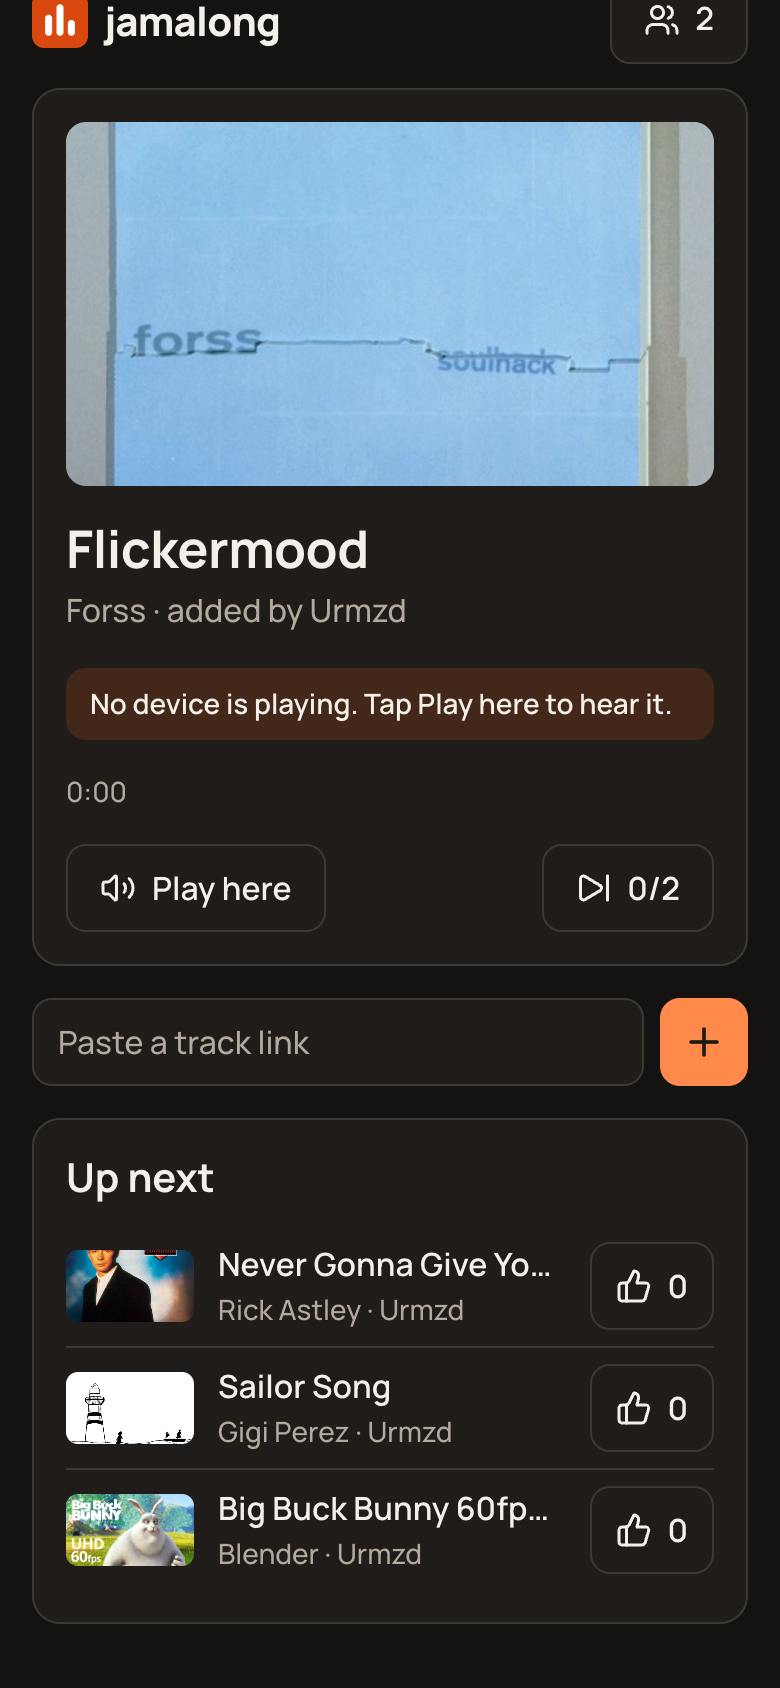 jamalong
2
forss
soulhack
Flickermood
Forss · added by Urmzd
No device is playing. Tap Play here to hear it.
0:00
Play here
0/2
Paste a track link
Up next
Never Gonna Give Yo...
Rick Astley · Urmzd
0
Sailor Song
Gigi Perez · Urmzd
0
Big Buck
BUNNY
UHD
60fps
Big Buck Bunny 60fp...
Blender · Urmzd
0